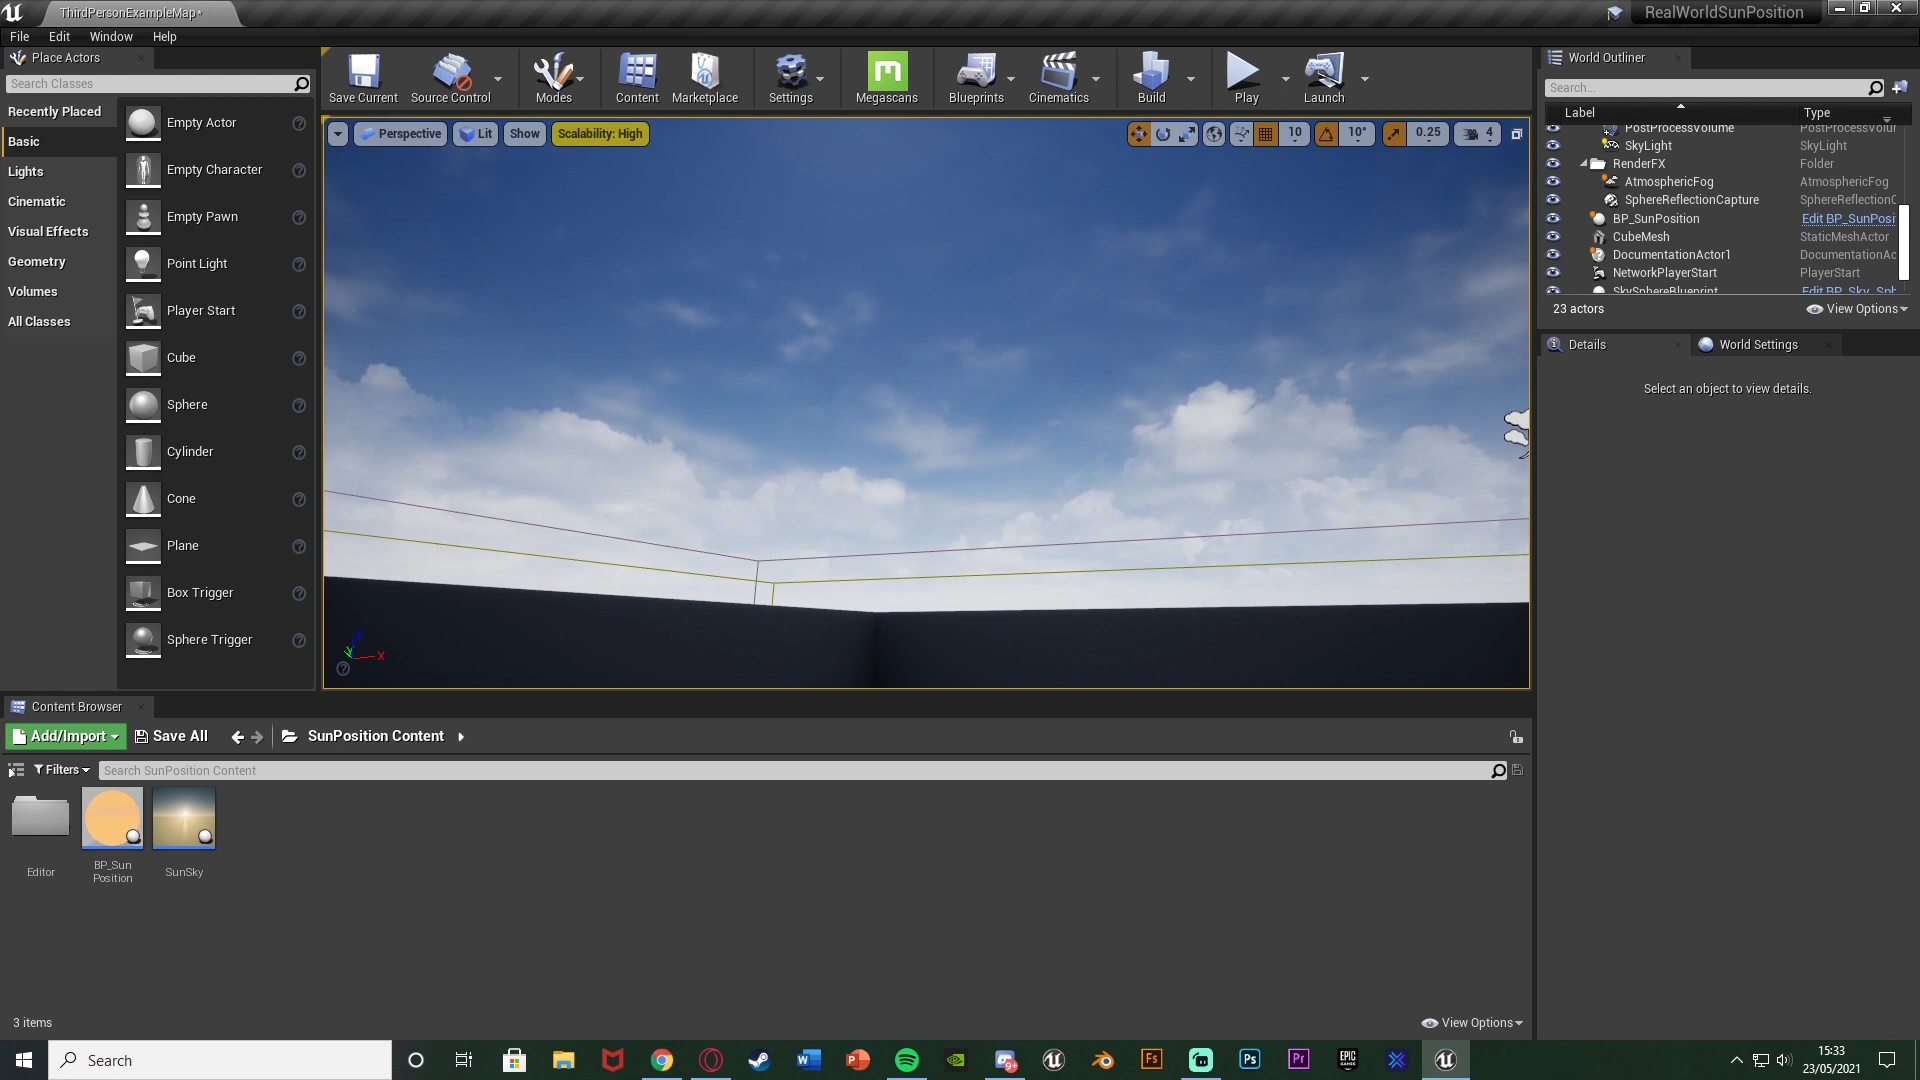 ThirdPersonExampleMap*
RealWorldSunPosition
File Edit Window Help
Place Actors
Search Classes
Recently Placed
Basic
Lights
Cinematic
Visual Effects
Geometry
Volumes
All Classes
Empty Actor
Empty Character
Empty Pawn
Point Light
Player Start
Cube
Sphere
Cylinder
Cone
Plane
Box Trigger
Sphere Trigger
Save Current Source Control Modes Content Marketplace Settings Megascans Blueprints Cinematics Build Play Launch
Perspective Lit Show Scalability: High 10 10° 0.25 4
X
World Outliner
Search...
Label Type
PostProcessVolume PostProcessVolur
SkyLight SkyLight
RenderFX Folder
AtmosphericFog AtmosphericFog
SphereReflectionCapture SphereReflectionC
BP_SunPosition Edit BP_SunPosi
CubeMesh StaticMeshActor
DocumentationActor1 DocumentationAc
NetworkPlayerStart PlayerStart
SkySphereBlueprint Edit BP_Sky_Sph
23 actors View Options
Details World Settings
Select an object to view details.
Content Browser
Add/Import Save All SunPosition Content
Filters Search SunPosition Content
Editor
BP_Sun
Position
SunSky
3 items View Options
Search
15:33
23/05/2021